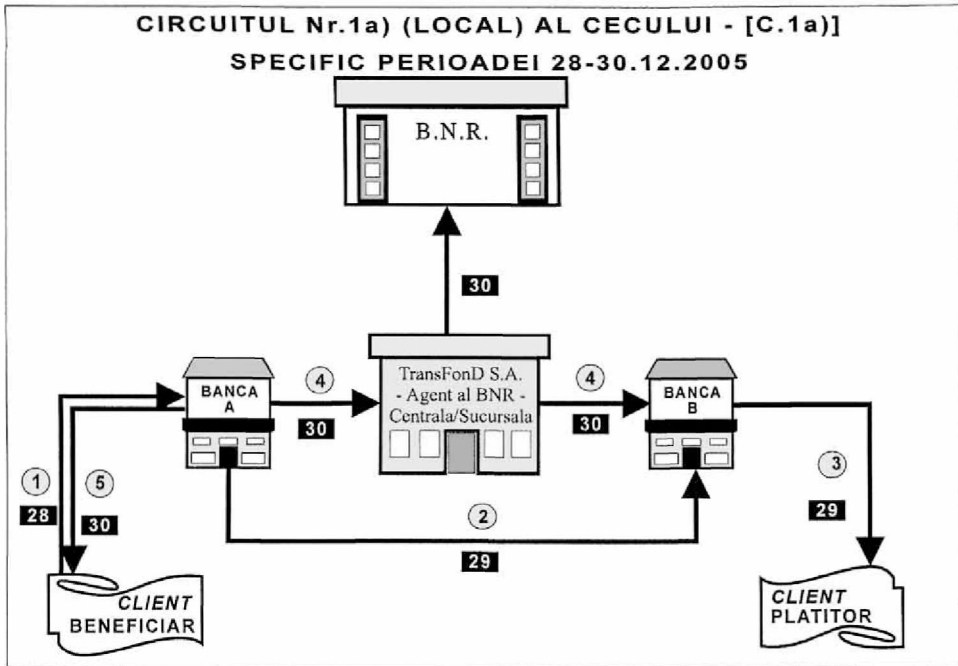 CIRCUITUL Nr.1a) (LOCAL) AL CECULUI - [C.1a)]
SPECIFIC PERIOADEI 28-30.12.2005
B.N.R.
30
BANCA
A
4
30
TransFonD S.A.
- Agent al BNR -
Centrala/Sucursala
4
30
BANCA
B
1
28
5
30
2
29
3
29
CLIENT
BENEFICIAR
CLIENT
PLATITOR